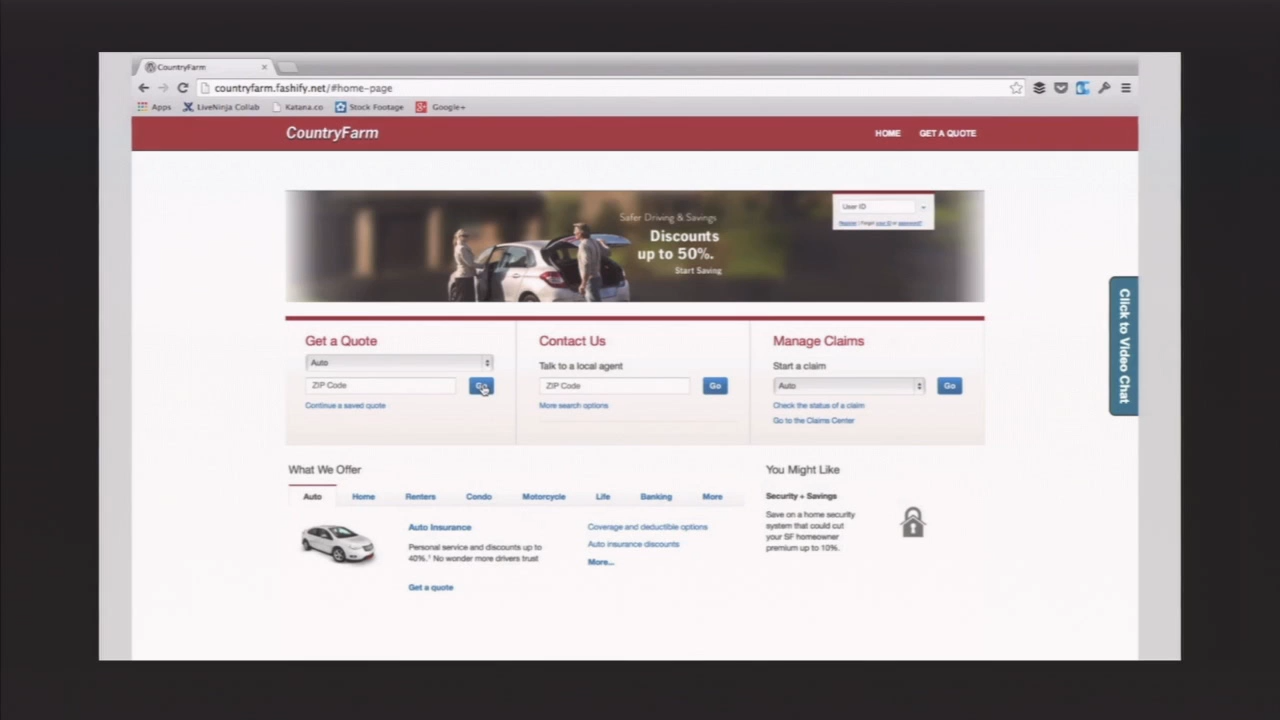 CountryFarm
countryfarm.fashify.net/#home-page
Apps LiveNinja Collab Katana.co Stock Footage Google+
CountryFarm HOME GET A QUOTE
User ID
Register | Forgot your ID or password?
Safer Driving & Savings
Discounts
up to 50%.
Start Saving
Click to Video Chat
Get a Quote
Auto
ZIP Code Go
Continue a saved quote
Contact Us
Talk to a local agent
ZIP Code Go
More search options
Manage Claims
Start a claim
Auto Go
Check the status of a claim
Go to the Claims Center
What We Offer
Auto Home Renters Condo Motorcycle Life Banking More
Auto Insurance
Personal service and discounts up to
40%.¹ No wonder more drivers trust
Get a quote
Coverage and deductible options
Auto insurance discounts
More...
You Might Like
Security + Savings
Save on a home security
system that could cut
your SF homeowner
premium up to 10%.